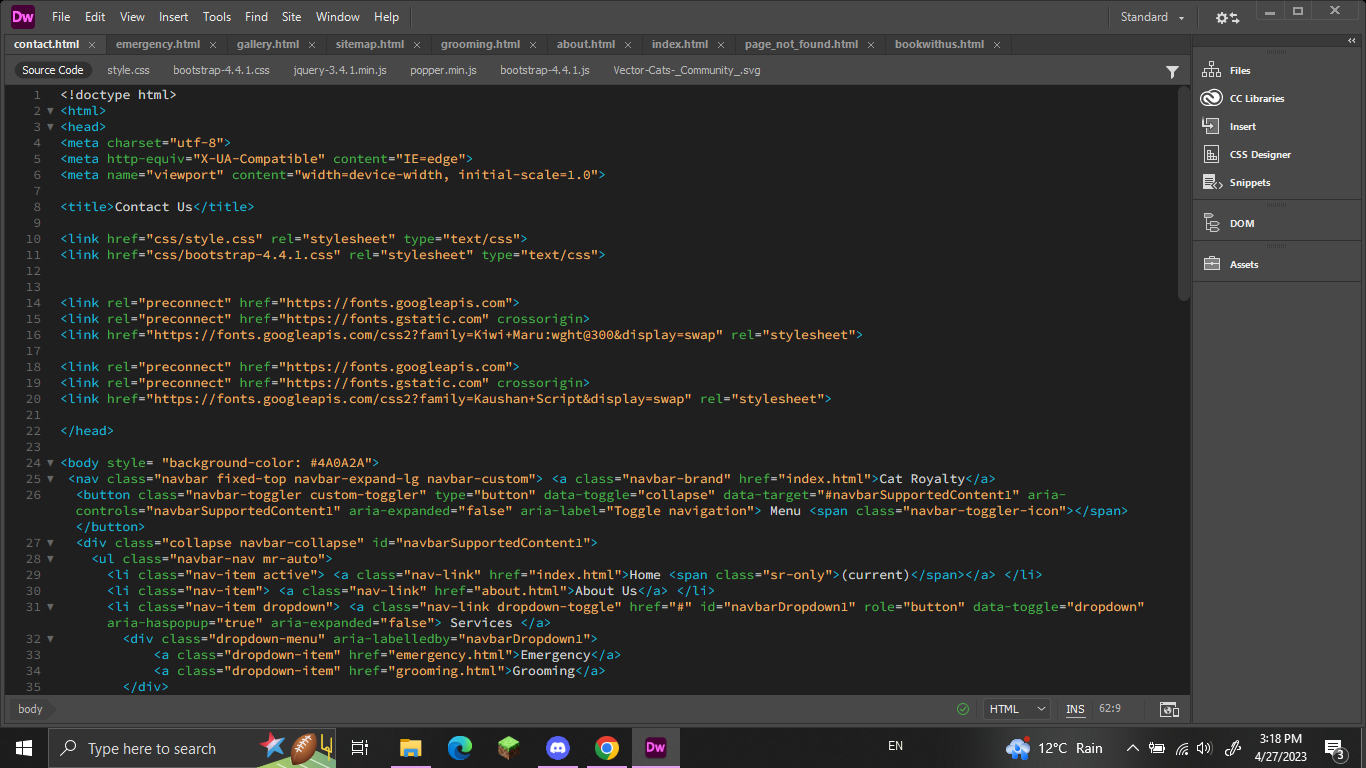 Dw File Edit View Insert Tools Find Site Window Help Standard
contact.html emergency.html gallery.html sitemap.html grooming.html about.html index.html page_not_found.html bookwithus.html
Source Code style.css bootstrap-4.4.1.css jquery-3.4.1.min.js popper.min.js bootstrap-4.4.1.js Vector-Cats-_Community_.svg
1 <!doctype html>
2 <html>
3 <head>
4 <meta charset="utf-8">
5 <meta http-equiv="X-UA-Compatible" content="IE=edge">
6 <meta name="viewport" content="width=device-width, initial-scale=1.0">
7
8 <title>Contact Us</title>
9
10 <link href="css/style.css" rel="stylesheet" type="text/css">
11 <link href="css/bootstrap-4.4.1.css" rel="stylesheet" type="text/css">
12
13
14 <link rel="preconnect" href="https://fonts.googleapis.com">
15 <link rel="preconnect" href="https://fonts.gstatic.com" crossorigin>
16 <link href="https://fonts.googleapis.com/css2?family=Kiwi+Maru:wght@300&display=swap" rel="stylesheet">
17
18 <link rel="preconnect" href="https://fonts.googleapis.com">
19 <link rel="preconnect" href="https://fonts.gstatic.com" crossorigin>
20 <link href="https://fonts.googleapis.com/css2?family=Kaushan+Script&display=swap" rel="stylesheet">
21
22 </head>
23
24 <body style= "background-color: #4A0A2A">
25 <nav class="navbar fixed-top navbar-expand-lg navbar-custom"> <a class="navbar-brand" href="index.html">Cat Royalty</a>
26 <button class="navbar-toggler custom-toggler" type="button" data-toggle="collapse" data-target="#navbarSupportedContent1" aria-
controls="navbarSupportedContent1" aria-expanded="false" aria-label="Toggle navigation"> Menu <span class="navbar-toggler-icon"></span>
</button>
27 <div class="collapse navbar-collapse" id="navbarSupportedContent1">
28 <ul class="navbar-nav mr-auto">
29 <li class="nav-item active"> <a class="nav-link" href="index.html">Home <span class="sr-only">(current)</span></a> </li>
30 <li class="nav-item"> <a class="nav-link" href="about.html">About Us</a> </li>
31 <li class="nav-item dropdown"> <a class="nav-link dropdown-toggle" href="#" id="navbarDropdown1" role="button" data-toggle="dropdown"
aria-haspopup="true" aria-expanded="false"> Services </a>
32 <div class="dropdown-menu" aria-labelledby="navbarDropdown1">
33 <a class="dropdown-item" href="emergency.html">Emergency</a>
34 <a class="dropdown-item" href="grooming.html">Grooming</a>
35 </div>
Files
CC Libraries
Insert
CSS Designer
Snippets
DOM
Assets
body HTML INS 62:9
Type here to search Dw EN 12°C Rain 3:18 PM
4/27/2023
3